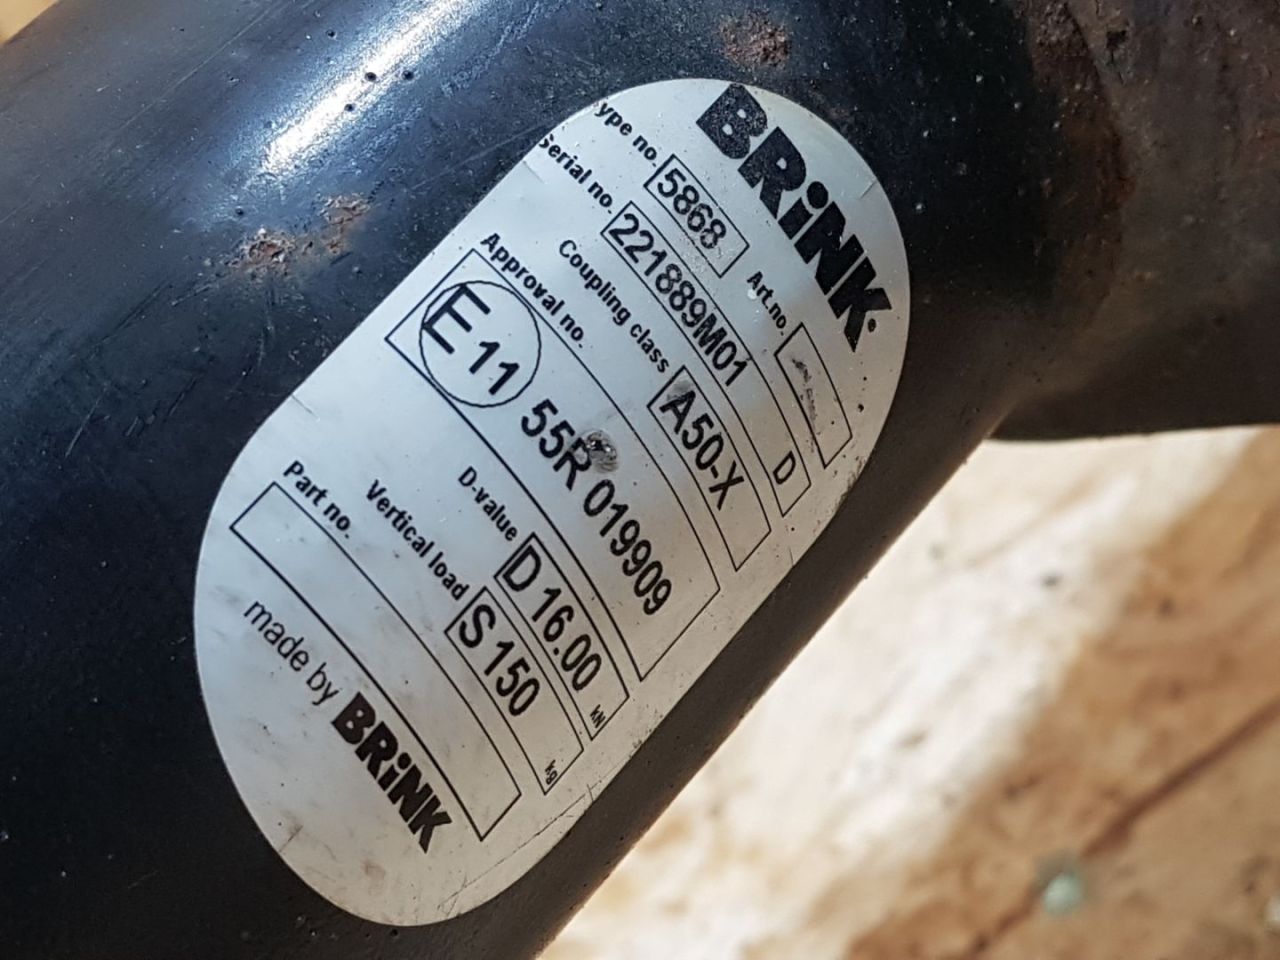 BRiNK
ype no. 5868 Art.no.
Serial no. 221889M01 D
Coupling class A50-X
Approval no.
E11 55R 019909
D-value D 16.00 kN
Vertical load S 150 kg
Part no.
made by BRiNK